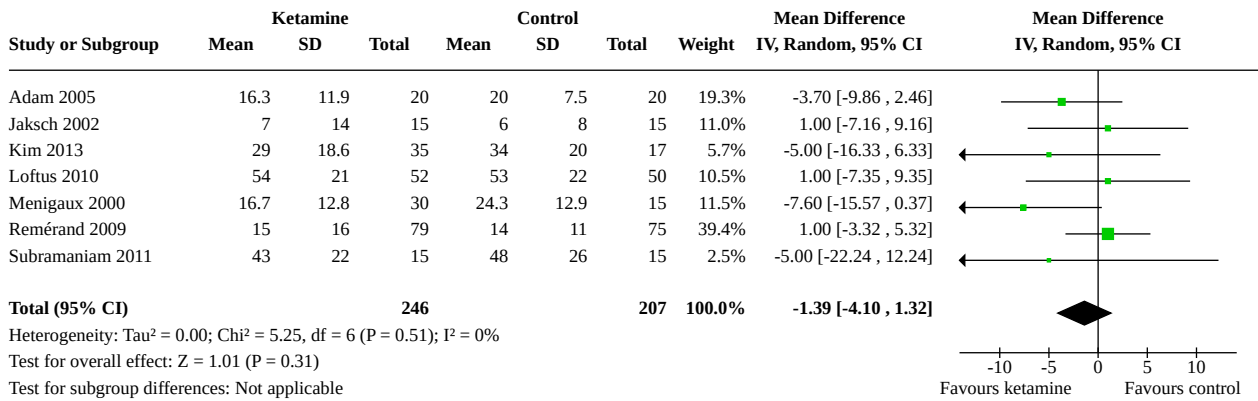 Ketamine Control Mean Difference Mean Difference
Study or Subgroup Mean SD Total Mean SD Total Weight IV, Random, 95% CI IV, Random, 95% CI
Adam 2005 16.3 11.9 20 20 7.5 20 19.3% -3.70 [-9.86 , 2.46]
Jaksch 2002 7 14 15 6 8 15 11.0% 1.00 [-7.16 , 9.16]
Kim 2013 29 18.6 35 34 20 17 5.7% -5.00 [-16.33 , 6.33]
Loftus 2010 54 21 52 53 22 50 10.5% 1.00 [-7.35 , 9.35]
Menigaux 2000 16.7 12.8 30 24.3 12.9 15 11.5% -7.60 [-15.57 , 0.37]
Remérand 2009 15 16 79 14 11 75 39.4% 1.00 [-3.32 , 5.32]
Subramaniam 2011 43 22 15 48 26 15 2.5% -5.00 [-22.24 , 12.24]
Total (95% CI) 246 207 100.0% -1.39 [-4.10 , 1.32]
Heterogeneity: Tau² = 0.00; Chi² = 5.25, df = 6 (P = 0.51); I² = 0%
Test for overall effect: Z = 1.01 (P = 0.31)
Test for subgroup differences: Not applicable
-10 -5 0 5 10
Favours ketamine Favours control